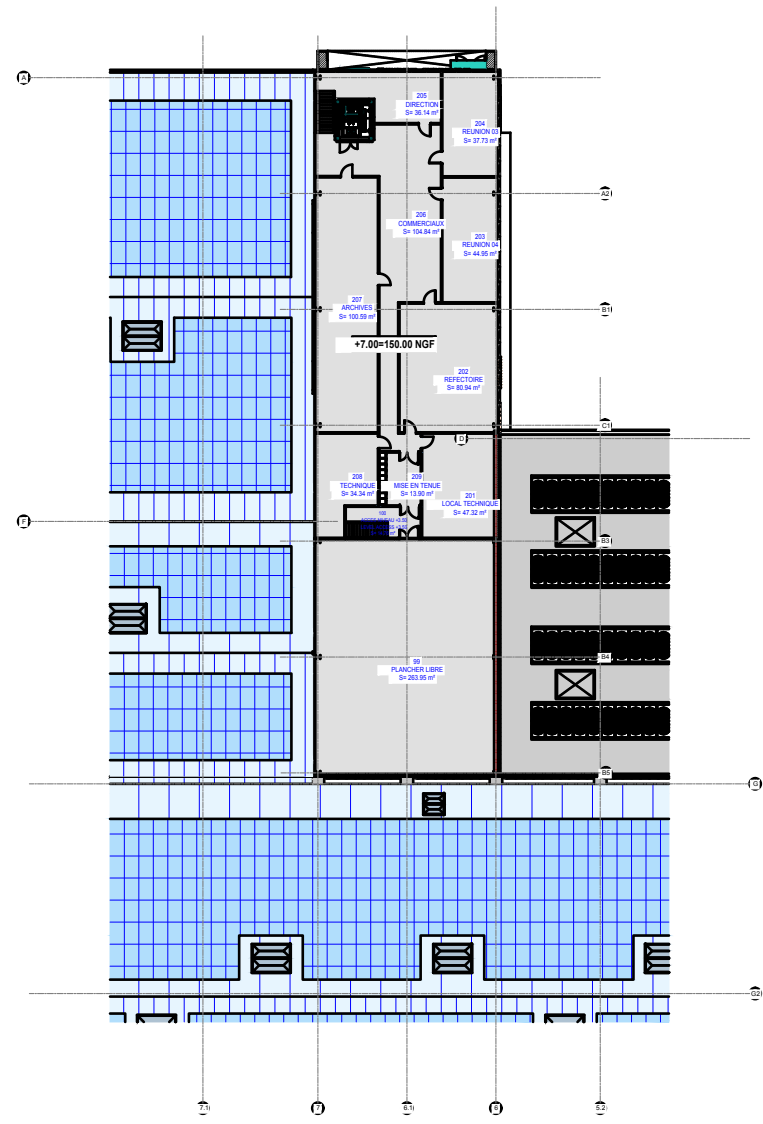 A
205
DIRECTION
S= 36.14 m²
204
REUNION 03
S= 37.73 m²
A2
206
COMMERCIAUX
S= 104.84 m²
203
REUNION 04
S= 44.95 m²
207
ARCHIVES
S= 100.59 m²
B1
+7.00=150.00 NGF
202
REFECTOIRE
S= 80.94 m²
C1
D
208
TECHNIQUE
S= 34.34 m²
209
MISE EN TENUE
S= 13.90 m²
201
LOCAL TECHNIQUE
S= 47.32 m²
F
100
B3
99
PLANCHER LIBRE
S= 263.95 m²
B4
B5
G
G2
7.1
7
6.1
6
5.2